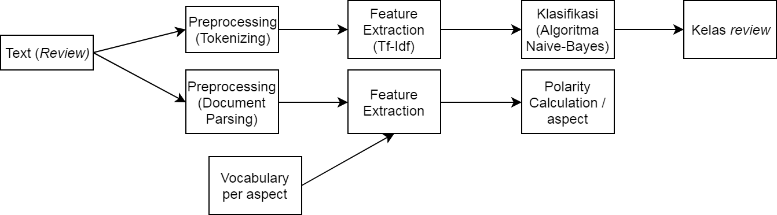 Text (Review)
Preprocessing
(Tokenizing)
Feature
Extraction
(Tf-Idf)
Klasifikasi
(Algoritma
Naive-Bayes)
Kelas review
Preprocessing
(Document
Parsing)
Feature
Extraction
Polarity
Calculation /
aspect
Vocabulary
per aspect